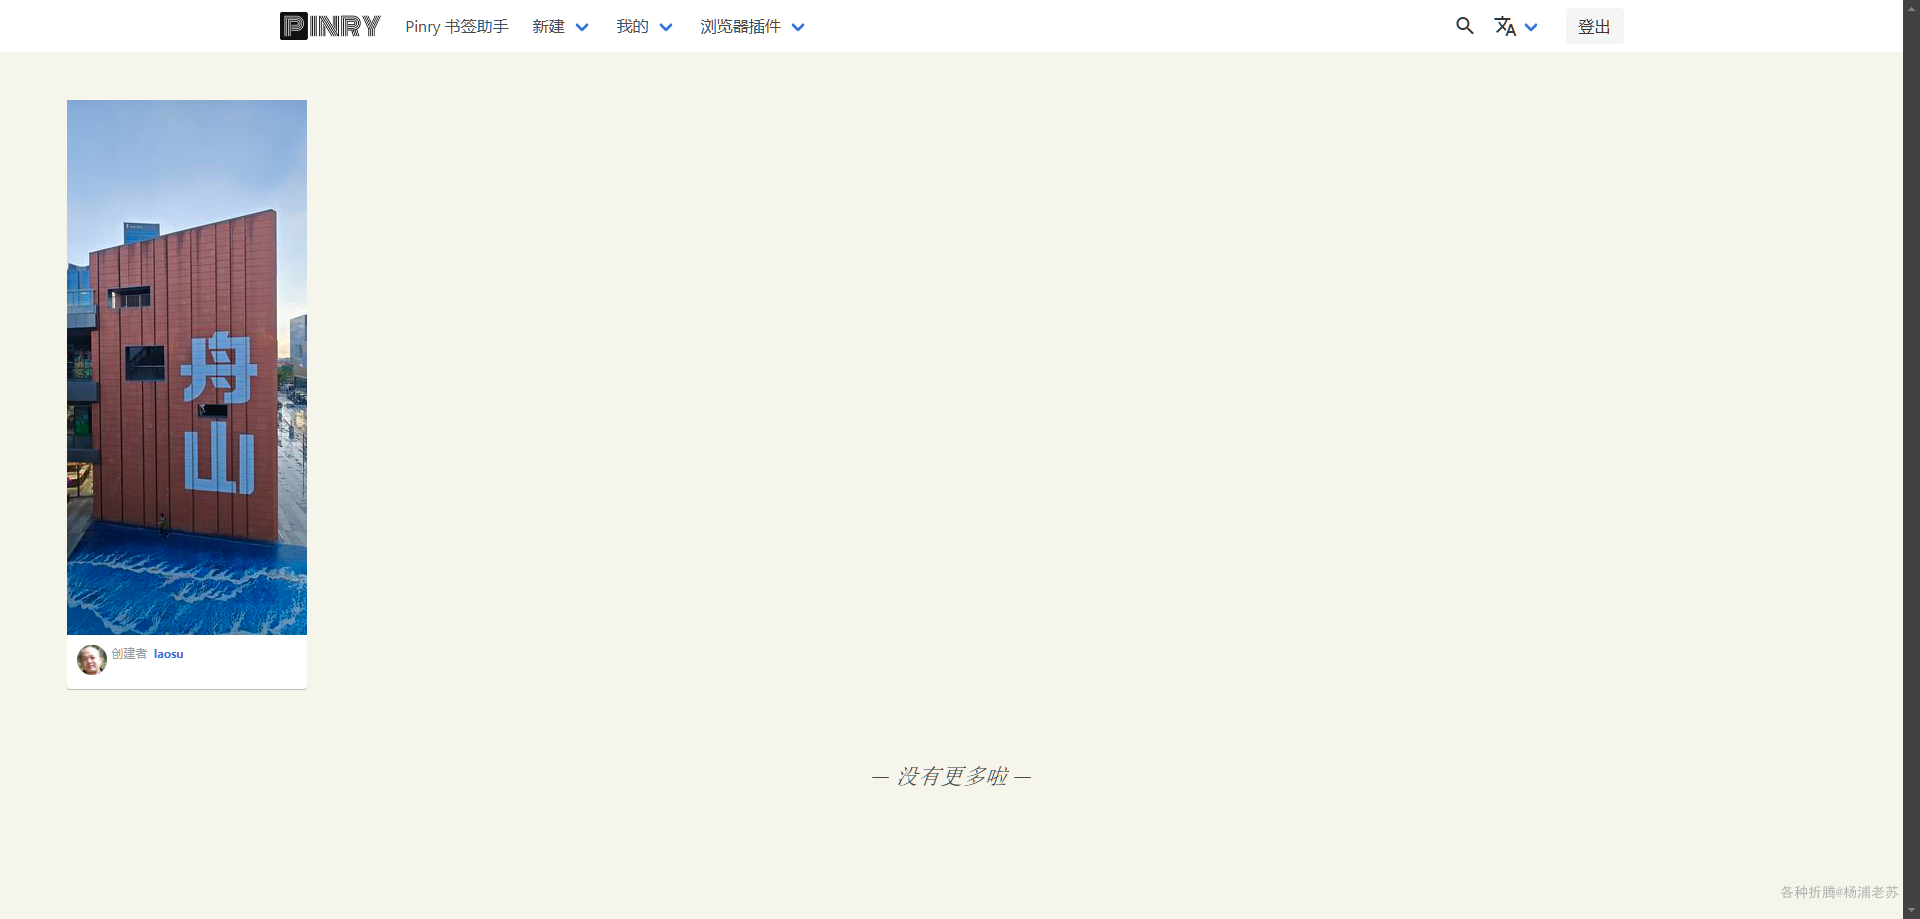 PINRY Pinry 书签助手 新建 我的 浏览器插件 登出
舟
山
创建者 laosu
— 没有更多啦 —
各种折腾@杨浦老苏